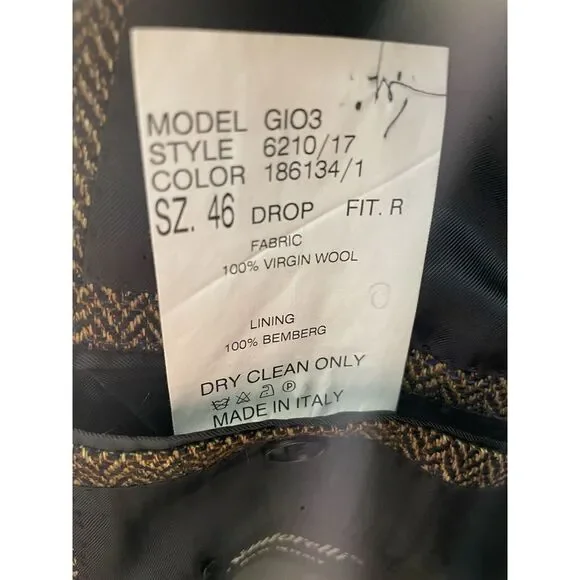 MODEL GIO3
STYLE 6210/17
COLOR 186134/1
SZ. 46 DROP FIT. R
FABRIC
100% VIRGIN WOOL
LINING
100% BEMBERG
DRY CLEAN ONLY
MADE IN ITALY